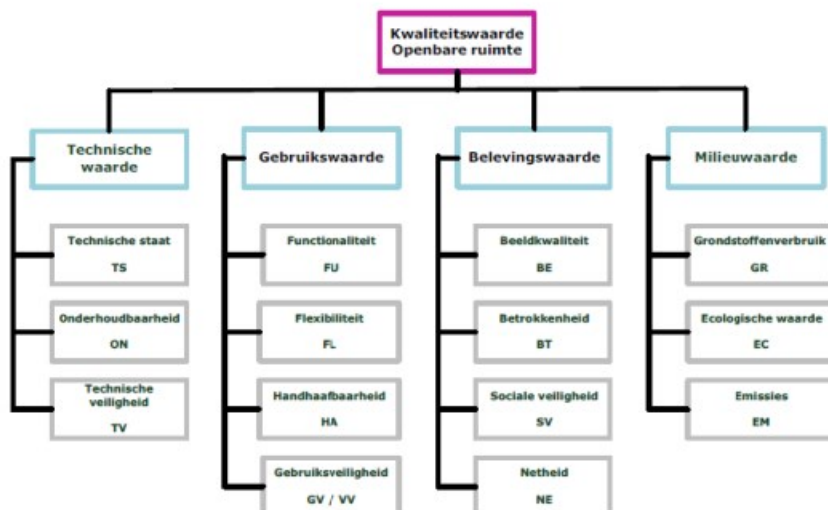 Kwaliteitswaarde
Openbare ruimte
Technische
waarde
Technische staat
TS
Onderhoudbaarheid
ON
Technische
veiligheid
TV
Gebruikswaarde
Functionaliteit
FU
Flexibiliteit
FL
Handhaafbaarheid
HA
Gebruiksveiligheid
GV / VV
Belevingswaarde
Beeldkwaliteit
BE
Betrokkenheid
BT
Sociale veiligheid
SV
Netheid
NE
Milieuwaarde
Grondstoffenverbruik
GR
Ecologische waarde
EC
Emissies
EM